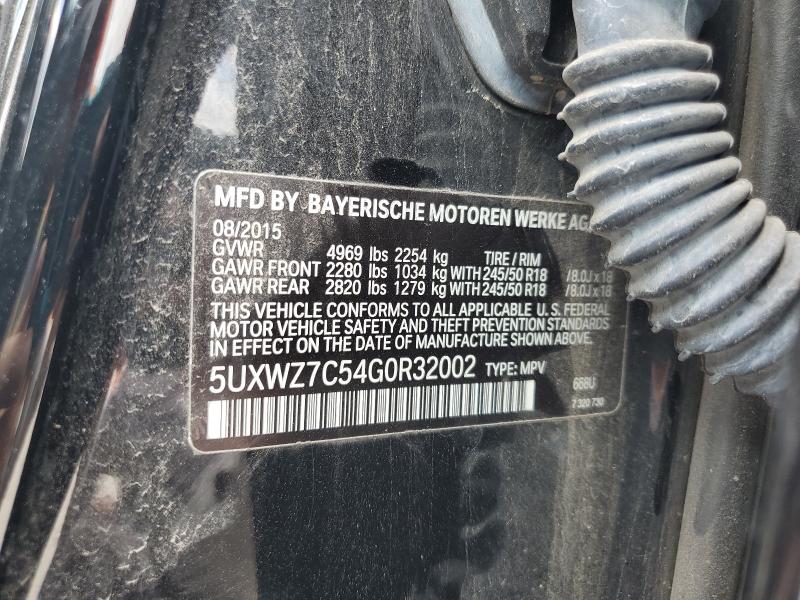 MFD BY BAYERISCHE MOTOREN WERKE AG
08/2015
GVWR 4969 lbs 2254 kg TIRE / RIM
GAWR FRONT 2280 lbs 1034 kg WITH 245/50 R18 /8.0J x 18
GAWR REAR 2820 lbs 1279 kg WITH 245/50 R18 /8.0J x 18
THIS VEHICLE CONFORMS TO ALL APPLICABLE U.S. FEDERAL
MOTOR VEHICLE SAFETY AND THEFT PREVENTION STANDARDS
IN EFFECT ON THE DATE OF MANUFACTURE SHOWN ABOVE.
5UXWZ7C54G0R32002 TYPE: MPV 668U
7 320 730